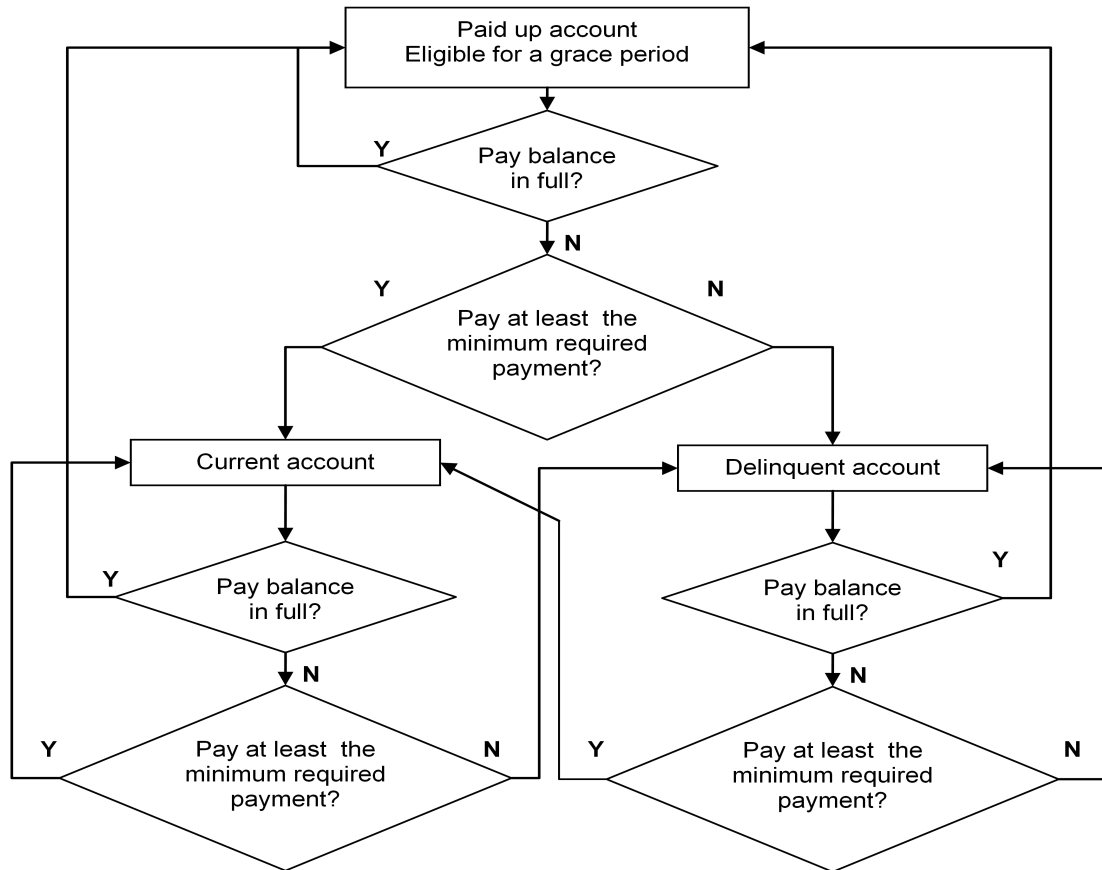 Paid up account
Eligible for a grace period
Y
Pay balance
in full?
N
Y
N
Pay at least the
minimum required
payment?
Current account
Delinquent account
Y
Pay balance
in full?
N
Y
Pay balance
in full?
N
Y
Pay at least the
minimum required
payment?
N
Y
Pay at least the
minimum required
payment?
N